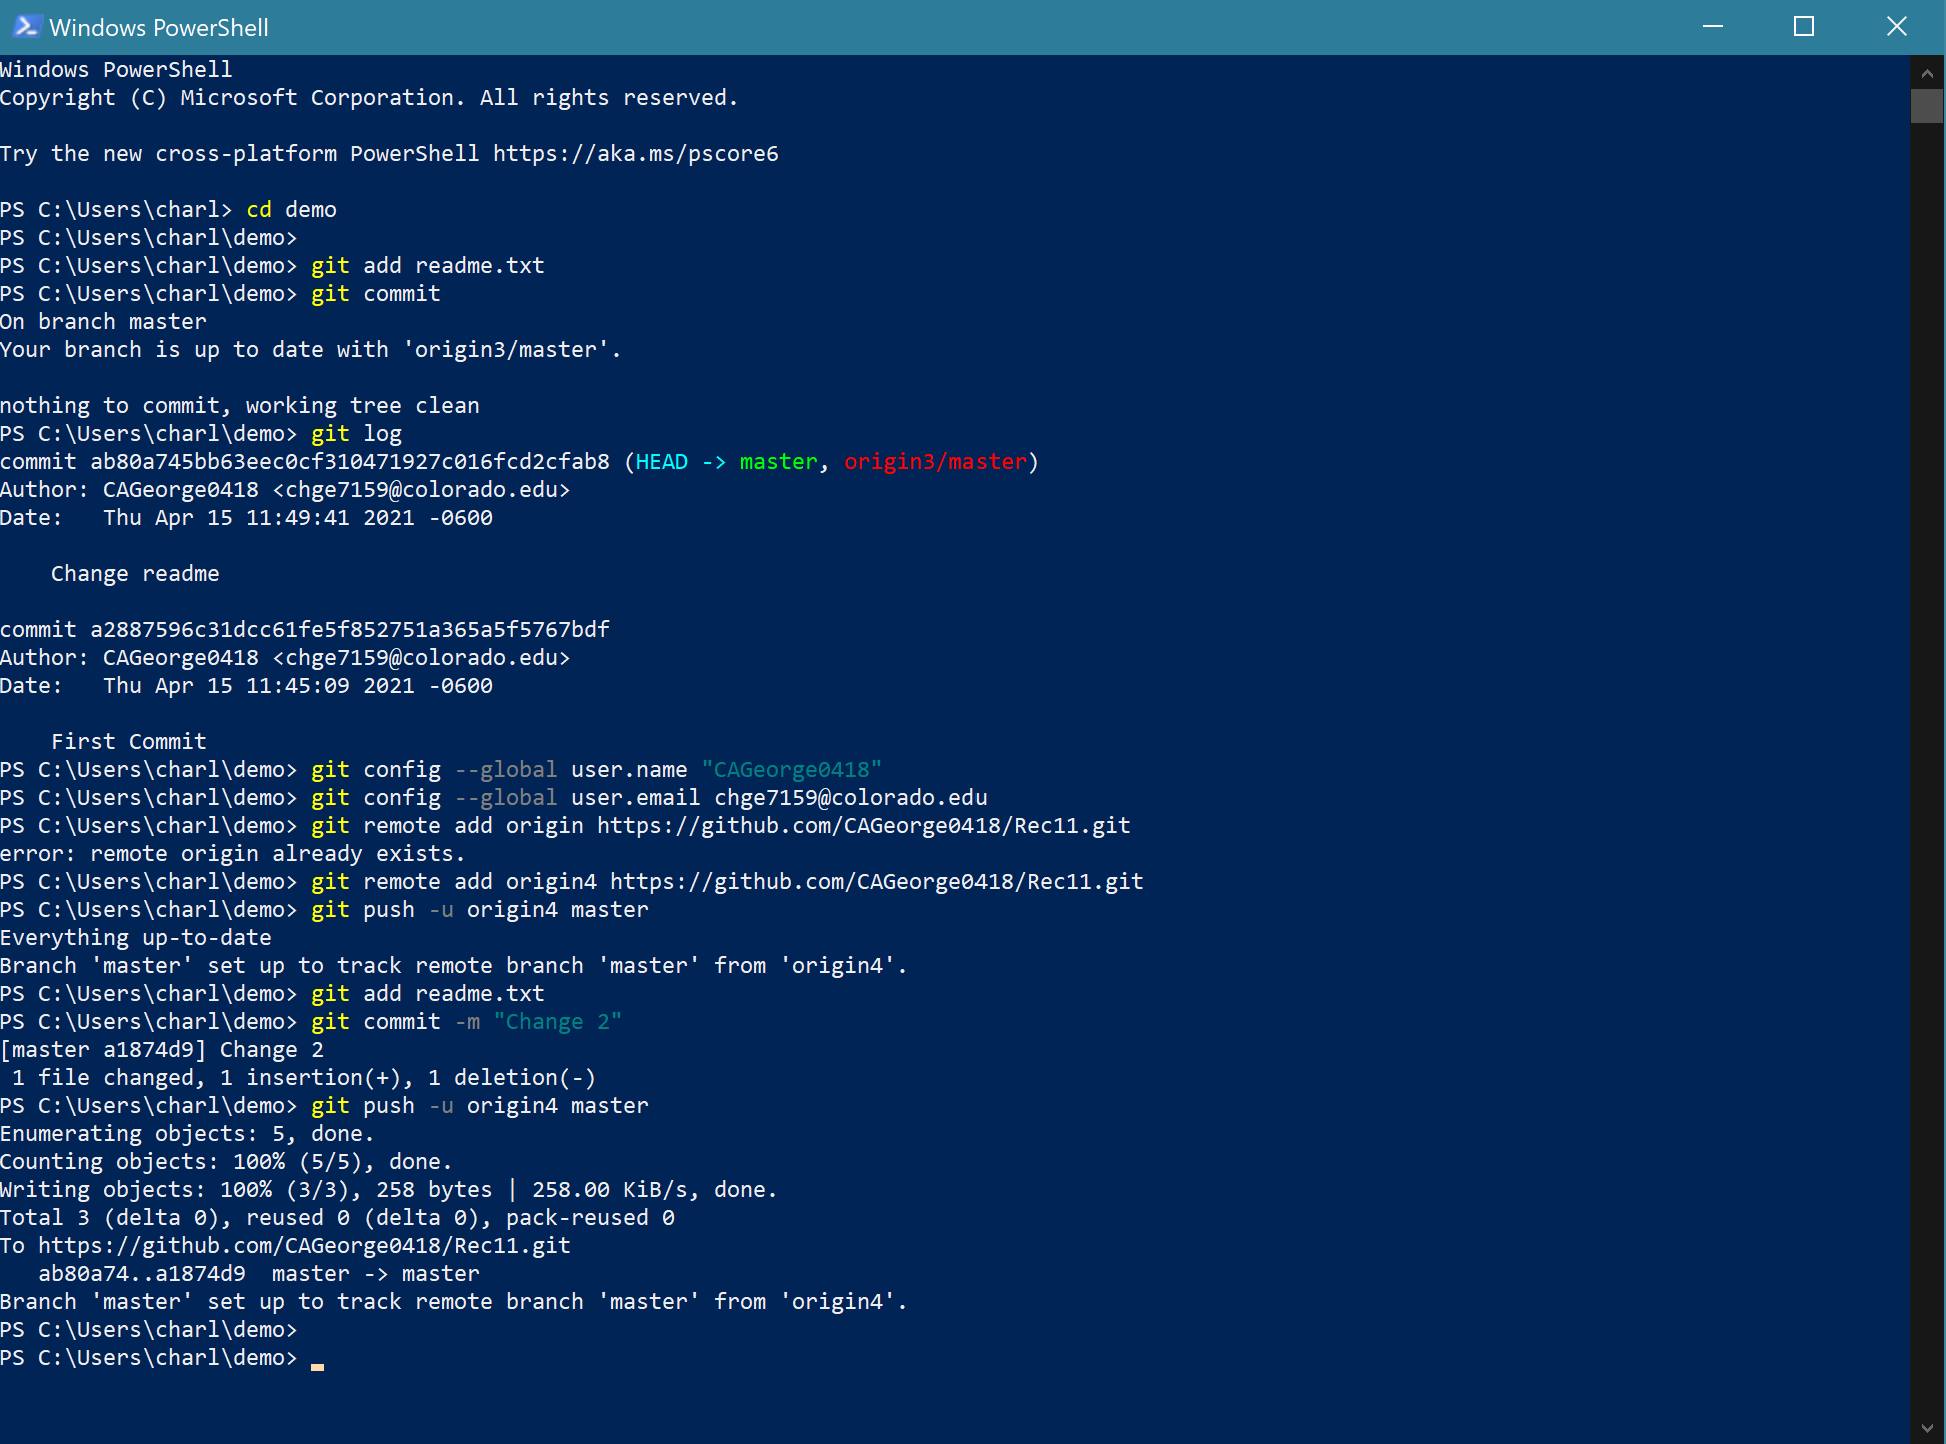 Windows PowerShell
Windows PowerShell
Copyright (C) Microsoft Corporation. All rights reserved.
Try the new cross-platform PowerShell https://aka.ms/pscore6
PS C:\Users\charl> cd demo
PS C:\Users\charl\demo>
PS C:\Users\charl\demo> git add readme.txt
PS C:\Users\charl\demo> git commit
On branch master
Your branch is up to date with 'origin3/master'.
nothing to commit, working tree clean
PS C:\Users\charl\demo> git log
commit ab80a745bb63eec0cf310471927c016fcd2cfab8 (HEAD -> master, origin3/master)
Author: CAGeorge0418 <chge7159@colorado.edu>
Date:   Thu Apr 15 11:49:41 2021 -0600
    Change readme
commit a2887596c31dcc61fe5f852751a365a5f5767bdf
Author: CAGeorge0418 <chge7159@colorado.edu>
Date:   Thu Apr 15 11:45:09 2021 -0600
    First Commit
PS C:\Users\charl\demo> git config --global user.name "CAGeorge0418"
PS C:\Users\charl\demo> git config --global user.email chge7159@colorado.edu
PS C:\Users\charl\demo> git remote add origin https://github.com/CAGeorge0418/Rec11.git
error: remote origin already exists.
PS C:\Users\charl\demo> git remote add origin4 https://github.com/CAGeorge0418/Rec11.git
PS C:\Users\charl\demo> git push -u origin4 master
Everything up-to-date
Branch 'master' set up to track remote branch 'master' from 'origin4'.
PS C:\Users\charl\demo> git add readme.txt
PS C:\Users\charl\demo> git commit -m "Change 2"
[master a1874d9] Change 2
 1 file changed, 1 insertion(+), 1 deletion(-)
PS C:\Users\charl\demo> git push -u origin4 master
Enumerating objects: 5, done.
Counting objects: 100% (5/5), done.
Writing objects: 100% (3/3), 258 bytes | 258.00 KiB/s, done.
Total 3 (delta 0), reused 0 (delta 0), pack-reused 0
To https://github.com/CAGeorge0418/Rec11.git
   ab80a74..a1874d9  master -> master
Branch 'master' set up to track remote branch 'master' from 'origin4'.
PS C:\Users\charl\demo>
PS C:\Users\charl\demo>